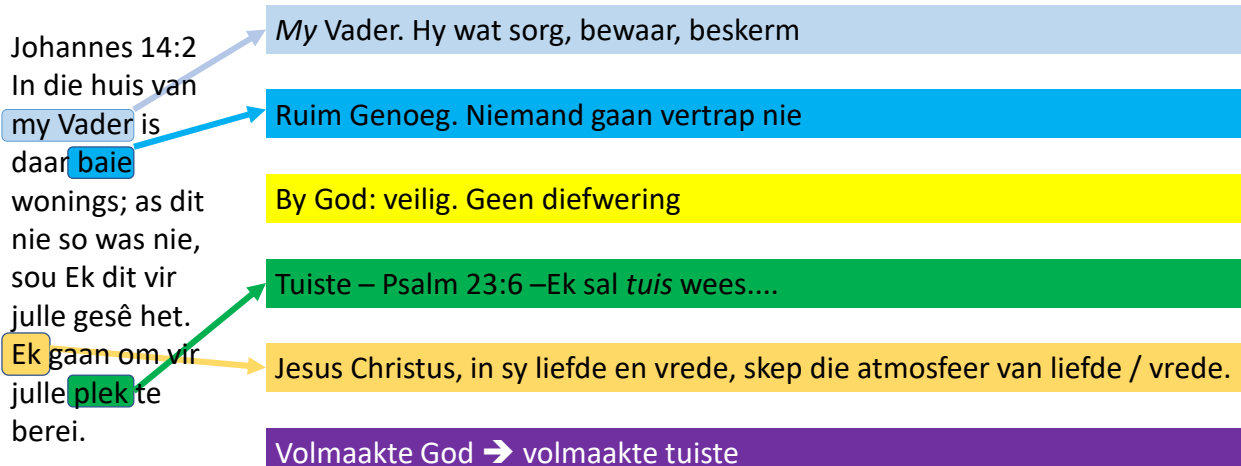 Johannes 14:2
In die huis van
my Vader is
daar baie
wonings; as dit
nie so was nie,
sou Ek dit vir
julle gesê het.
Ek gaan om vir
julle plek te
berei.
My Vader. Hy wat sorg, bewaar, beskerm
Ruim Genoeg. Niemand gaan vertrap nie
By God: veilig. Geen diefwering
Tuiste – Psalm 23:6 –Ek sal tuis wees....
Jesus Christus, in sy liefde en vrede, skep die atmosfeer van liefde / vrede.
Volmaakte God ➔ volmaakte tuiste